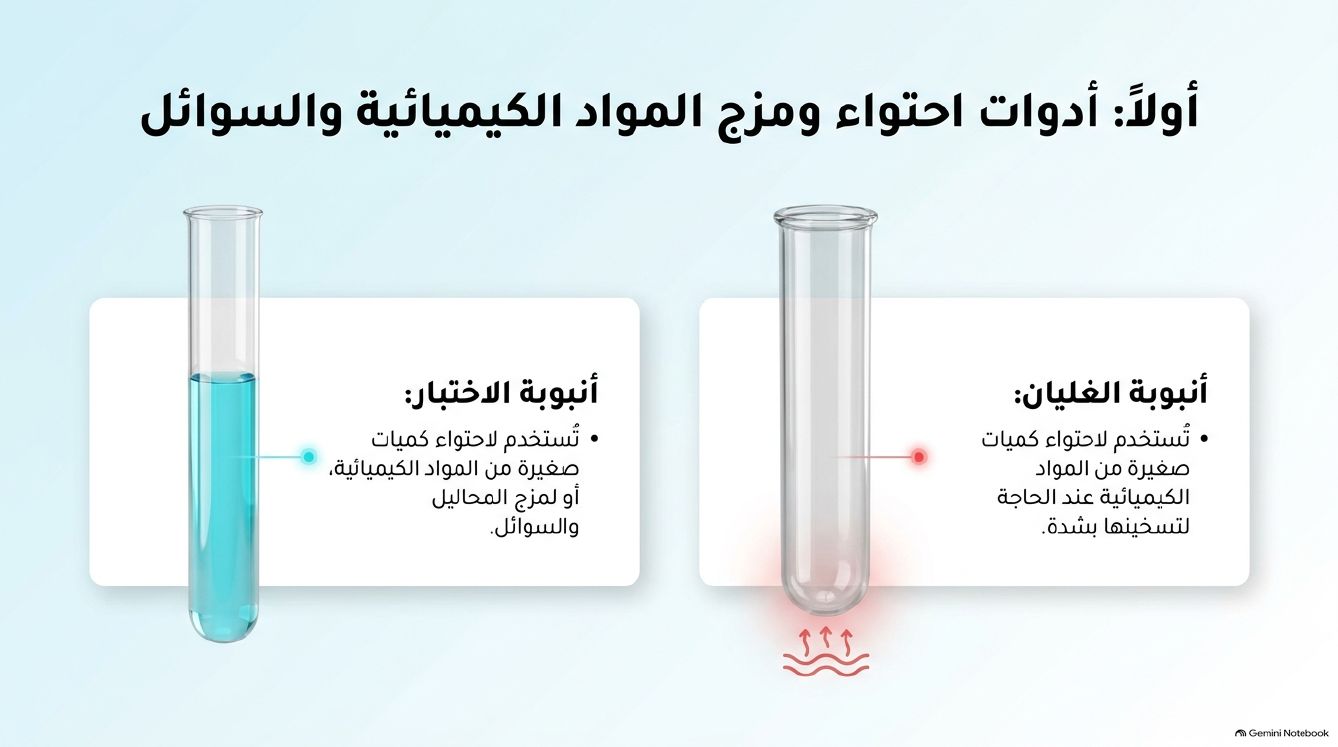 أولاً: أدوات احتواء ومزج المواد الكيميائية والسوائل
أنبوبة الغليان:
• تُستخدم لاحتواء كميات
صغيرة من المواد
الكيميائية عند الحاجة
لتسخينها بشدة.
أنبوبة الاختبار:
• تُستخدم لاحتواء كميات
صغيرة من المواد الكيميائية،
أو لمزج المحاليل
والسوائل.
Gemini Notebook